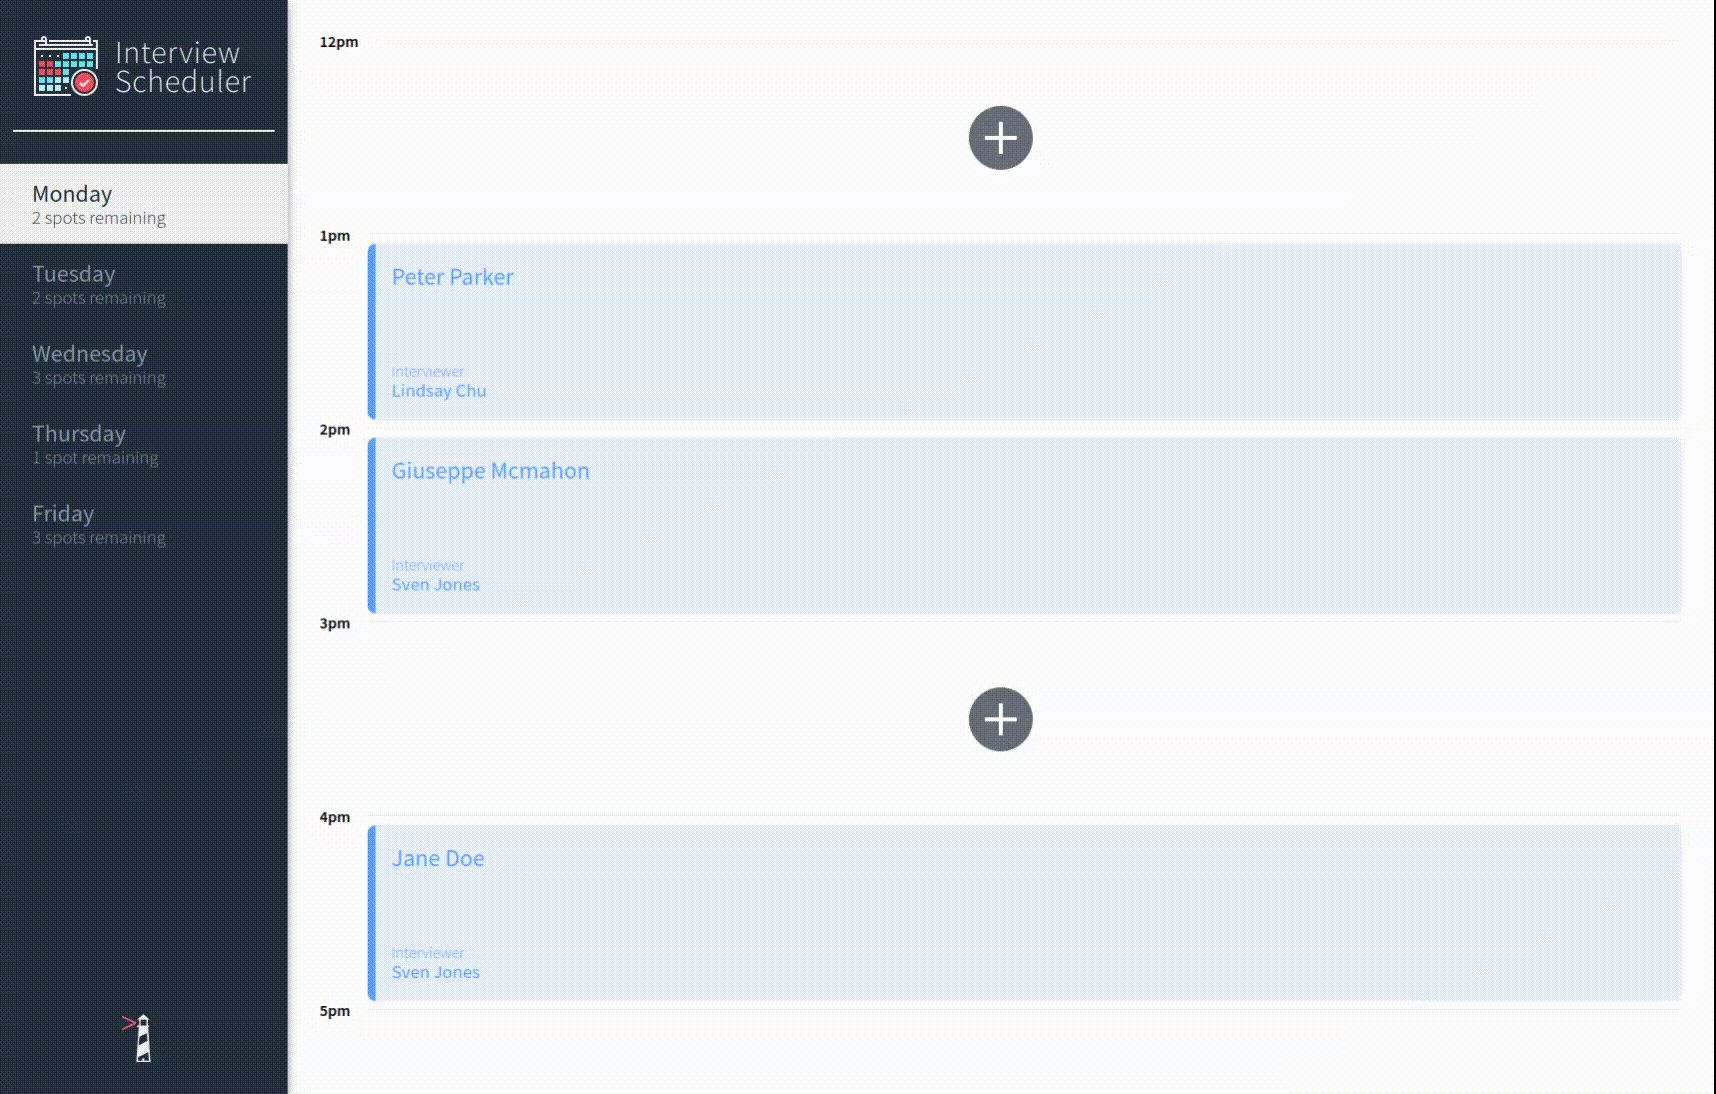 Interview
Scheduler
Monday
2 spots remaining
Tuesday
2 spots remaining
Wednesday
3 spots remaining
Thursday
1 spot remaining
Friday
3 spots remaining
12pm
1pm
Peter Parker
Interviewer
Lindsay Chu
2pm
Giuseppe Mcmahon
Interviewer
Sven Jones
3pm
4pm
Jane Doe
Interviewer
Sven Jones
5pm